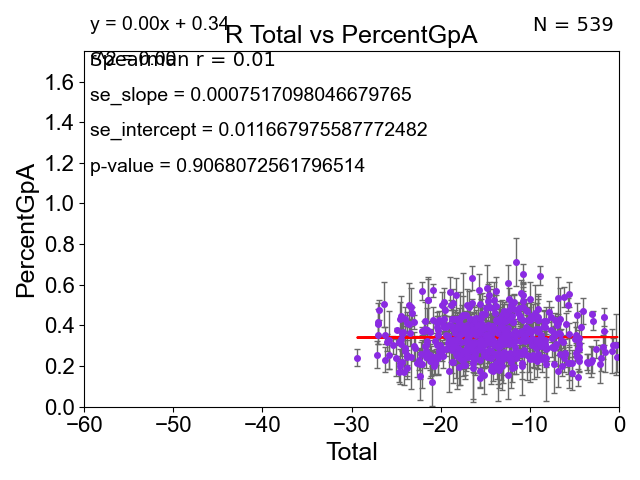 y = 0.00x + 0.34
R Total vs PercentGpA
N = 539
Spearman r = 0.01
se_slope = 0.0007517098046679765
se_intercept = 0.011667975587772482
p-value = 0.9068072561796514
PercentGpA
1.6
1.4
1.2
1.0
0.8
0.6
0.4
0.2
0.0
−60
−50
−40
−30
−20
−10
0
Total